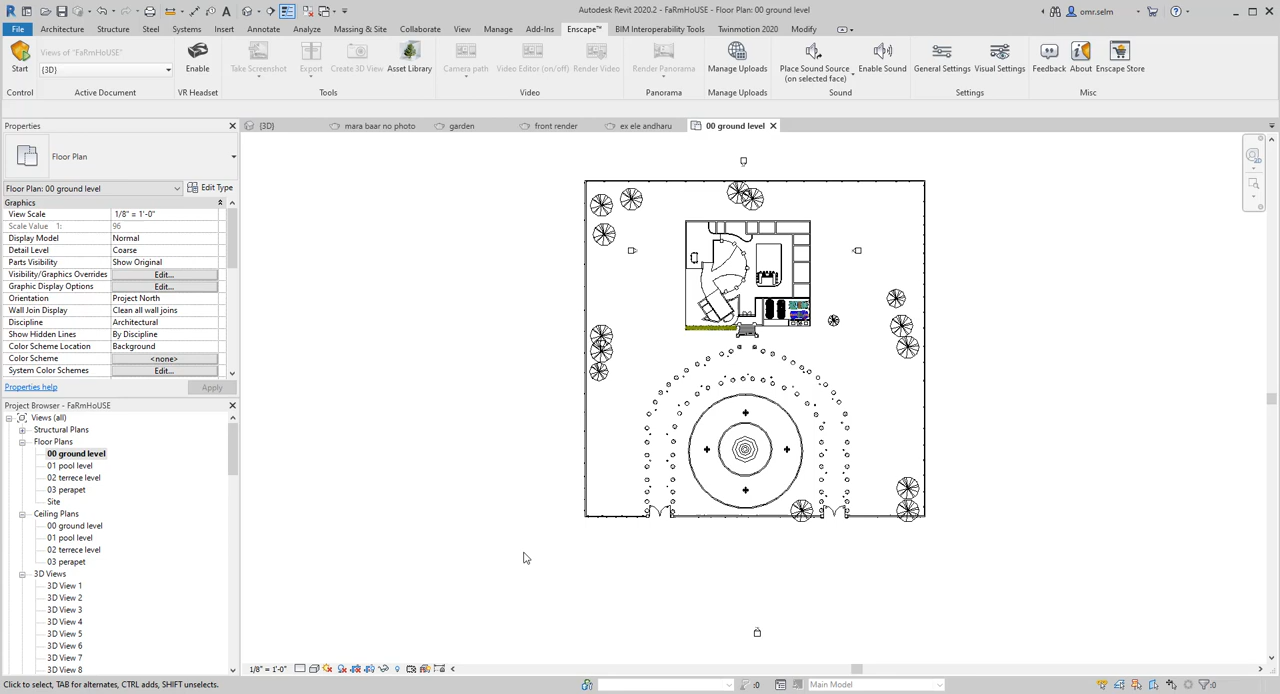 Autodesk Revit 2020.2 - FaRmHoUSE - Floor Plan: 00 ground level
omr.selm
File Architecture Structure Steel Systems Insert Annotate Analyze Massing & Site Collaborate View Manage Add-Ins Enscape™ BIM Interoperability Tools Twinmotion 2020 Modify
Views of "FaRmHoUSE"
{3D}
Start Enable Take Screenshot Export Create 3D View Asset Library Camera path Video Editor (on/off) Render Video Render Panorama Manage Uploads Place Sound Source (on selected face) Enable Sound General Settings Visual Settings Feedback About Enscape Store
Control Active Document VR Headset Tools Video Panorama Manage Uploads Sound Settings Misc
Properties
{3D} mara baar no photo garden front render ex ele andharu 00 ground level
Floor Plan
Floor Plan: 00 ground level Edit Type
Graphics
View Scale 1/8" = 1'-0"
Scale Value 1: 96
Display Model Normal
Detail Level Coarse
Parts Visibility Show Original
Visibility/Graphics Overrides Edit...
Graphic Display Options Edit...
Orientation Project North
Wall Join Display Clean all wall joins
Discipline Architectural
Show Hidden Lines By Discipline
Color Scheme Location Background
Color Scheme <none>
System Color Schemes Edit...
Properties help Apply
Project Browser - FaRmHoUSE
Views (all)
Structural Plans
Floor Plans
00 ground level
01 pool level
02 terrece level
03 perapet
Site
Ceiling Plans
00 ground level
01 pool level
02 terrece level
03 perapet
3D Views
3D View 1
3D View 2
3D View 3
3D View 4
3D View 5
3D View 6
3D View 7
3D View 8
1/8" = 1'-0"
Click to select, TAB for alternates, CTRL adds, SHIFT unselects.
:0 Main Model :0